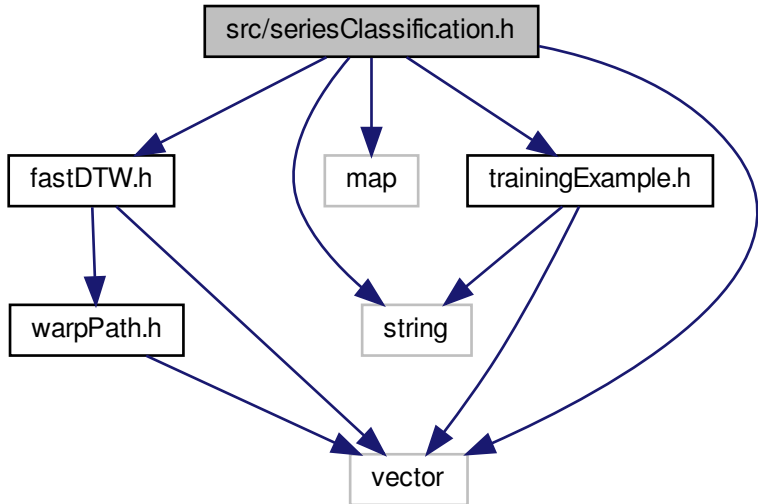 src/seriesClassification.h
fastDTW.h
map
trainingExample.h
warpPath.h
string
vector